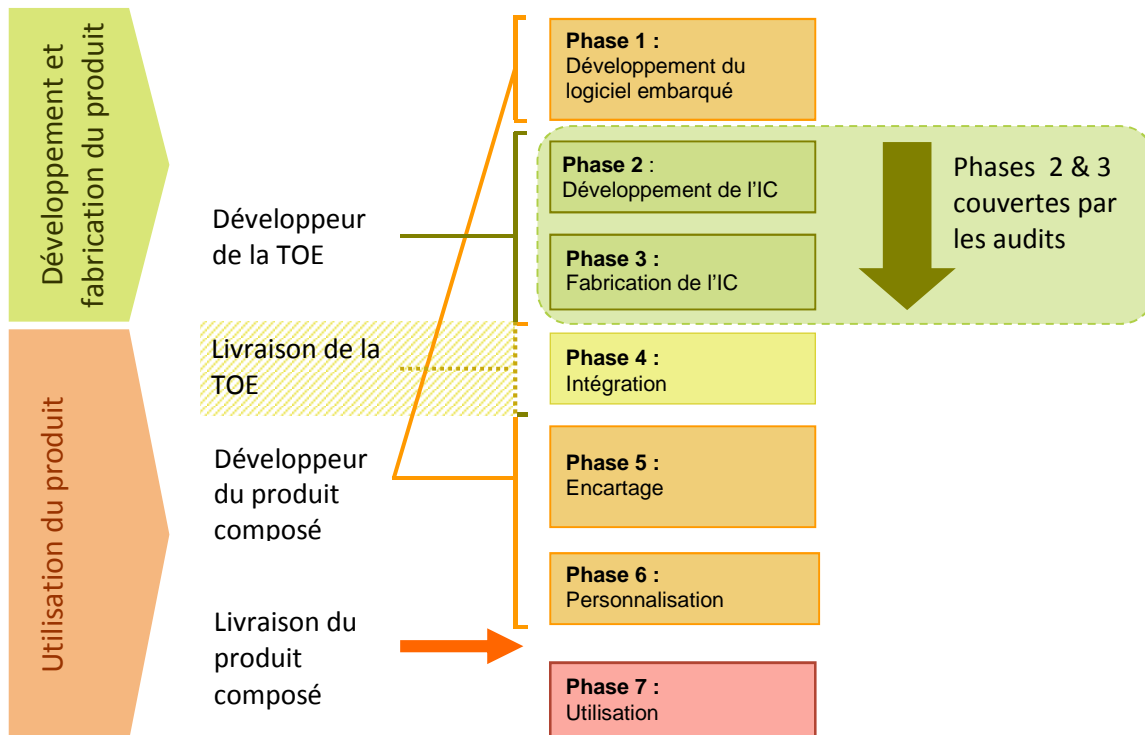 Développement et
fabrication du produit
Utilisation du produit
Développeur
de la TOE
Livraison de la
TOE
Développeur
du produit
composé
Livraison du
produit
composé
Phase 1 :
Développement du
logiciel embarqué
Phase 2 :
Développement de l'IC
Phase 3 :
Fabrication de l'IC
Phase 4 :
Intégration
Phase 5 :
Encartage
Phase 6 :
Personnalisation
Phase 7 :
Utilisation
Phases 2 & 3
couvertes par
les audits